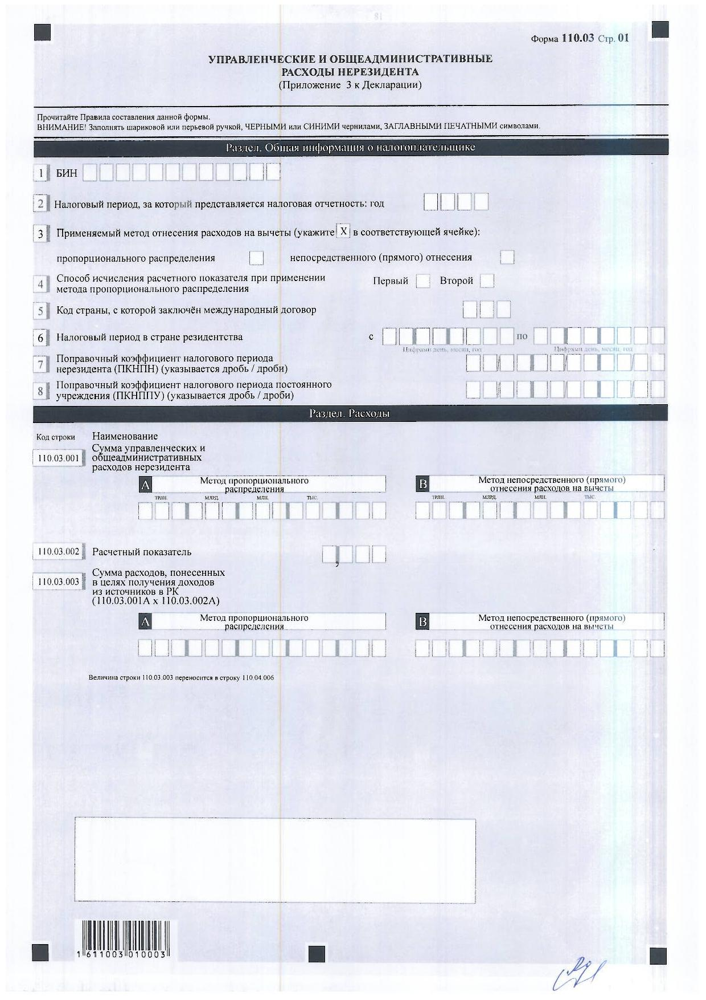 Форма 110.03 Стр. 01
УПРАВЛЕНЧЕСКИЕ И ОБЩЕАДМИНИСТРАТИВНЫЕ
РАСХОДЫ НЕРЕЗИДЕНТА
(Приложение 3 к Декларации)
Прочитайте Правила составления данной формы.
ВНИМАНИЕ! Заполнять шариковой или перьевой ручкой, ЧЕРНЫМИ или СИНИМИ чернилами, ЗАГЛАВНЫМИ ПЕЧАТНЫМИ символами.
Раздел. Общая информация о налогоплательщике
1 БИН
2 Налоговый период, за который представляется налоговая отчетность: год
3 Применяемый метод отнесения расходов на вычеты (укажите X в соответствующей ячейке):
пропорционального распределения непосредственного (прямого) отнесения
4 Способ исчисления расчетного показателя при применении
метода пропорционального распределения
Первый Второй
5 Код страны, с которой заключён международный договор
6 Налоговый период в стране резидентства с по
Цифрами день, месяц, год Цифрами день, месяц, год
7 Поправочный коэффициент налогового периода
нерезидента (ПКНПН) (указывается дробь / дроби)
8 Поправочный коэффициент налогового периода постоянного
учреждения (ПКНППУ) (указывается дробь / дроби)
Раздел. Расходы
Код строки Наименование
110.03.001 Сумма управленческих и
общеадминистративных
расходов нерезидента
A Метод пропорционального
распределения
B Метод непосредственного (прямого)
отнесения расходов на вычеты
ТРЛН. МЛРД. МЛН. ТЫС. ТРЛН. МЛРД. МЛН. ТЫС.
110.03.002 Расчетный показатель ,
110.03.003 Сумма расходов, понесенных
в целях получения доходов
из источников в РК
(110.03.001А х 110.03.002А)
A Метод пропорционального
распределения
B Метод непосредственного (прямого)
отнесения расходов на вычеты
Величина строки 110.03.003 переносится в строку 110.04.006
1 611003 010003